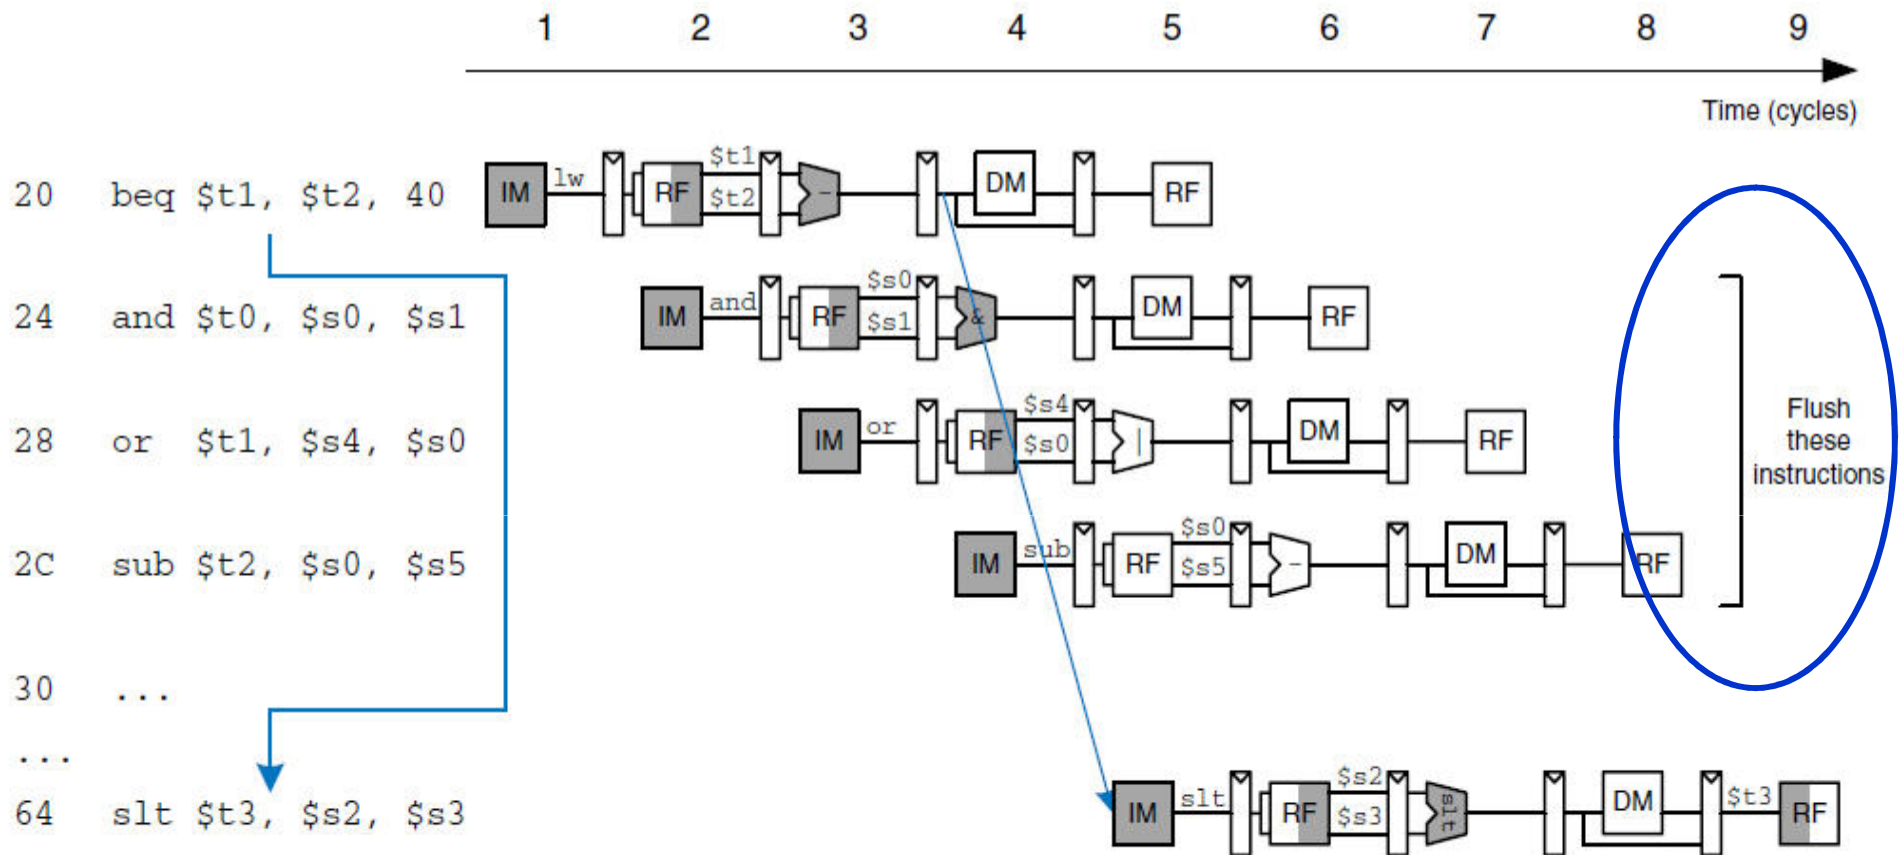 1 2 3 4 5 6 7 8 9
Time (cycles)
20 beq $t1, $t2, 40 IM lw RF $t1 $t2 - DM RF
24 and $t0, $s0, $s1 IM and RF $s0 $s1 & DM RF
28 or $t1, $s4, $s0 IM or RF $s4 $s0 | DM RF
2C sub $t2, $s0, $s5 IM sub RF $s0 $s5 - DM RF
Flush
these
instructions
30 ...
...
64 slt $t3, $s2, $s3 IM slt RF $s2 $s3 slt DM $t3 RF